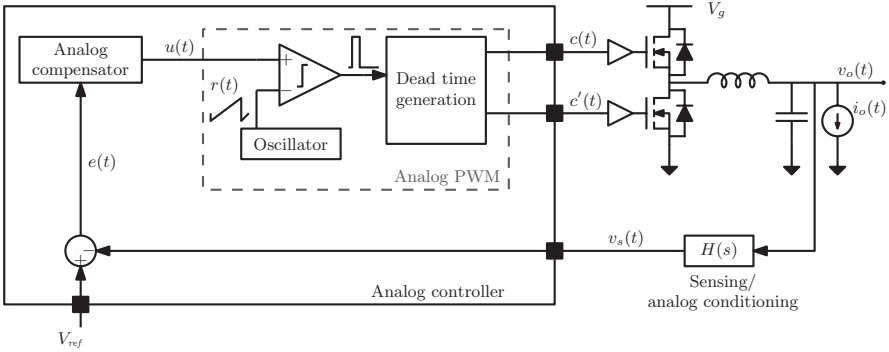 Analog
compensator
u(t)
r(t)
+
−
Oscillator
Dead time
generation
Analog PWM
c(t)
c′(t)
V_g
v_o(t)
i_o(t)
e(t)
−
+
v_s(t)
H(s)
Sensing/
analog conditioning
Analog controller
V_ref